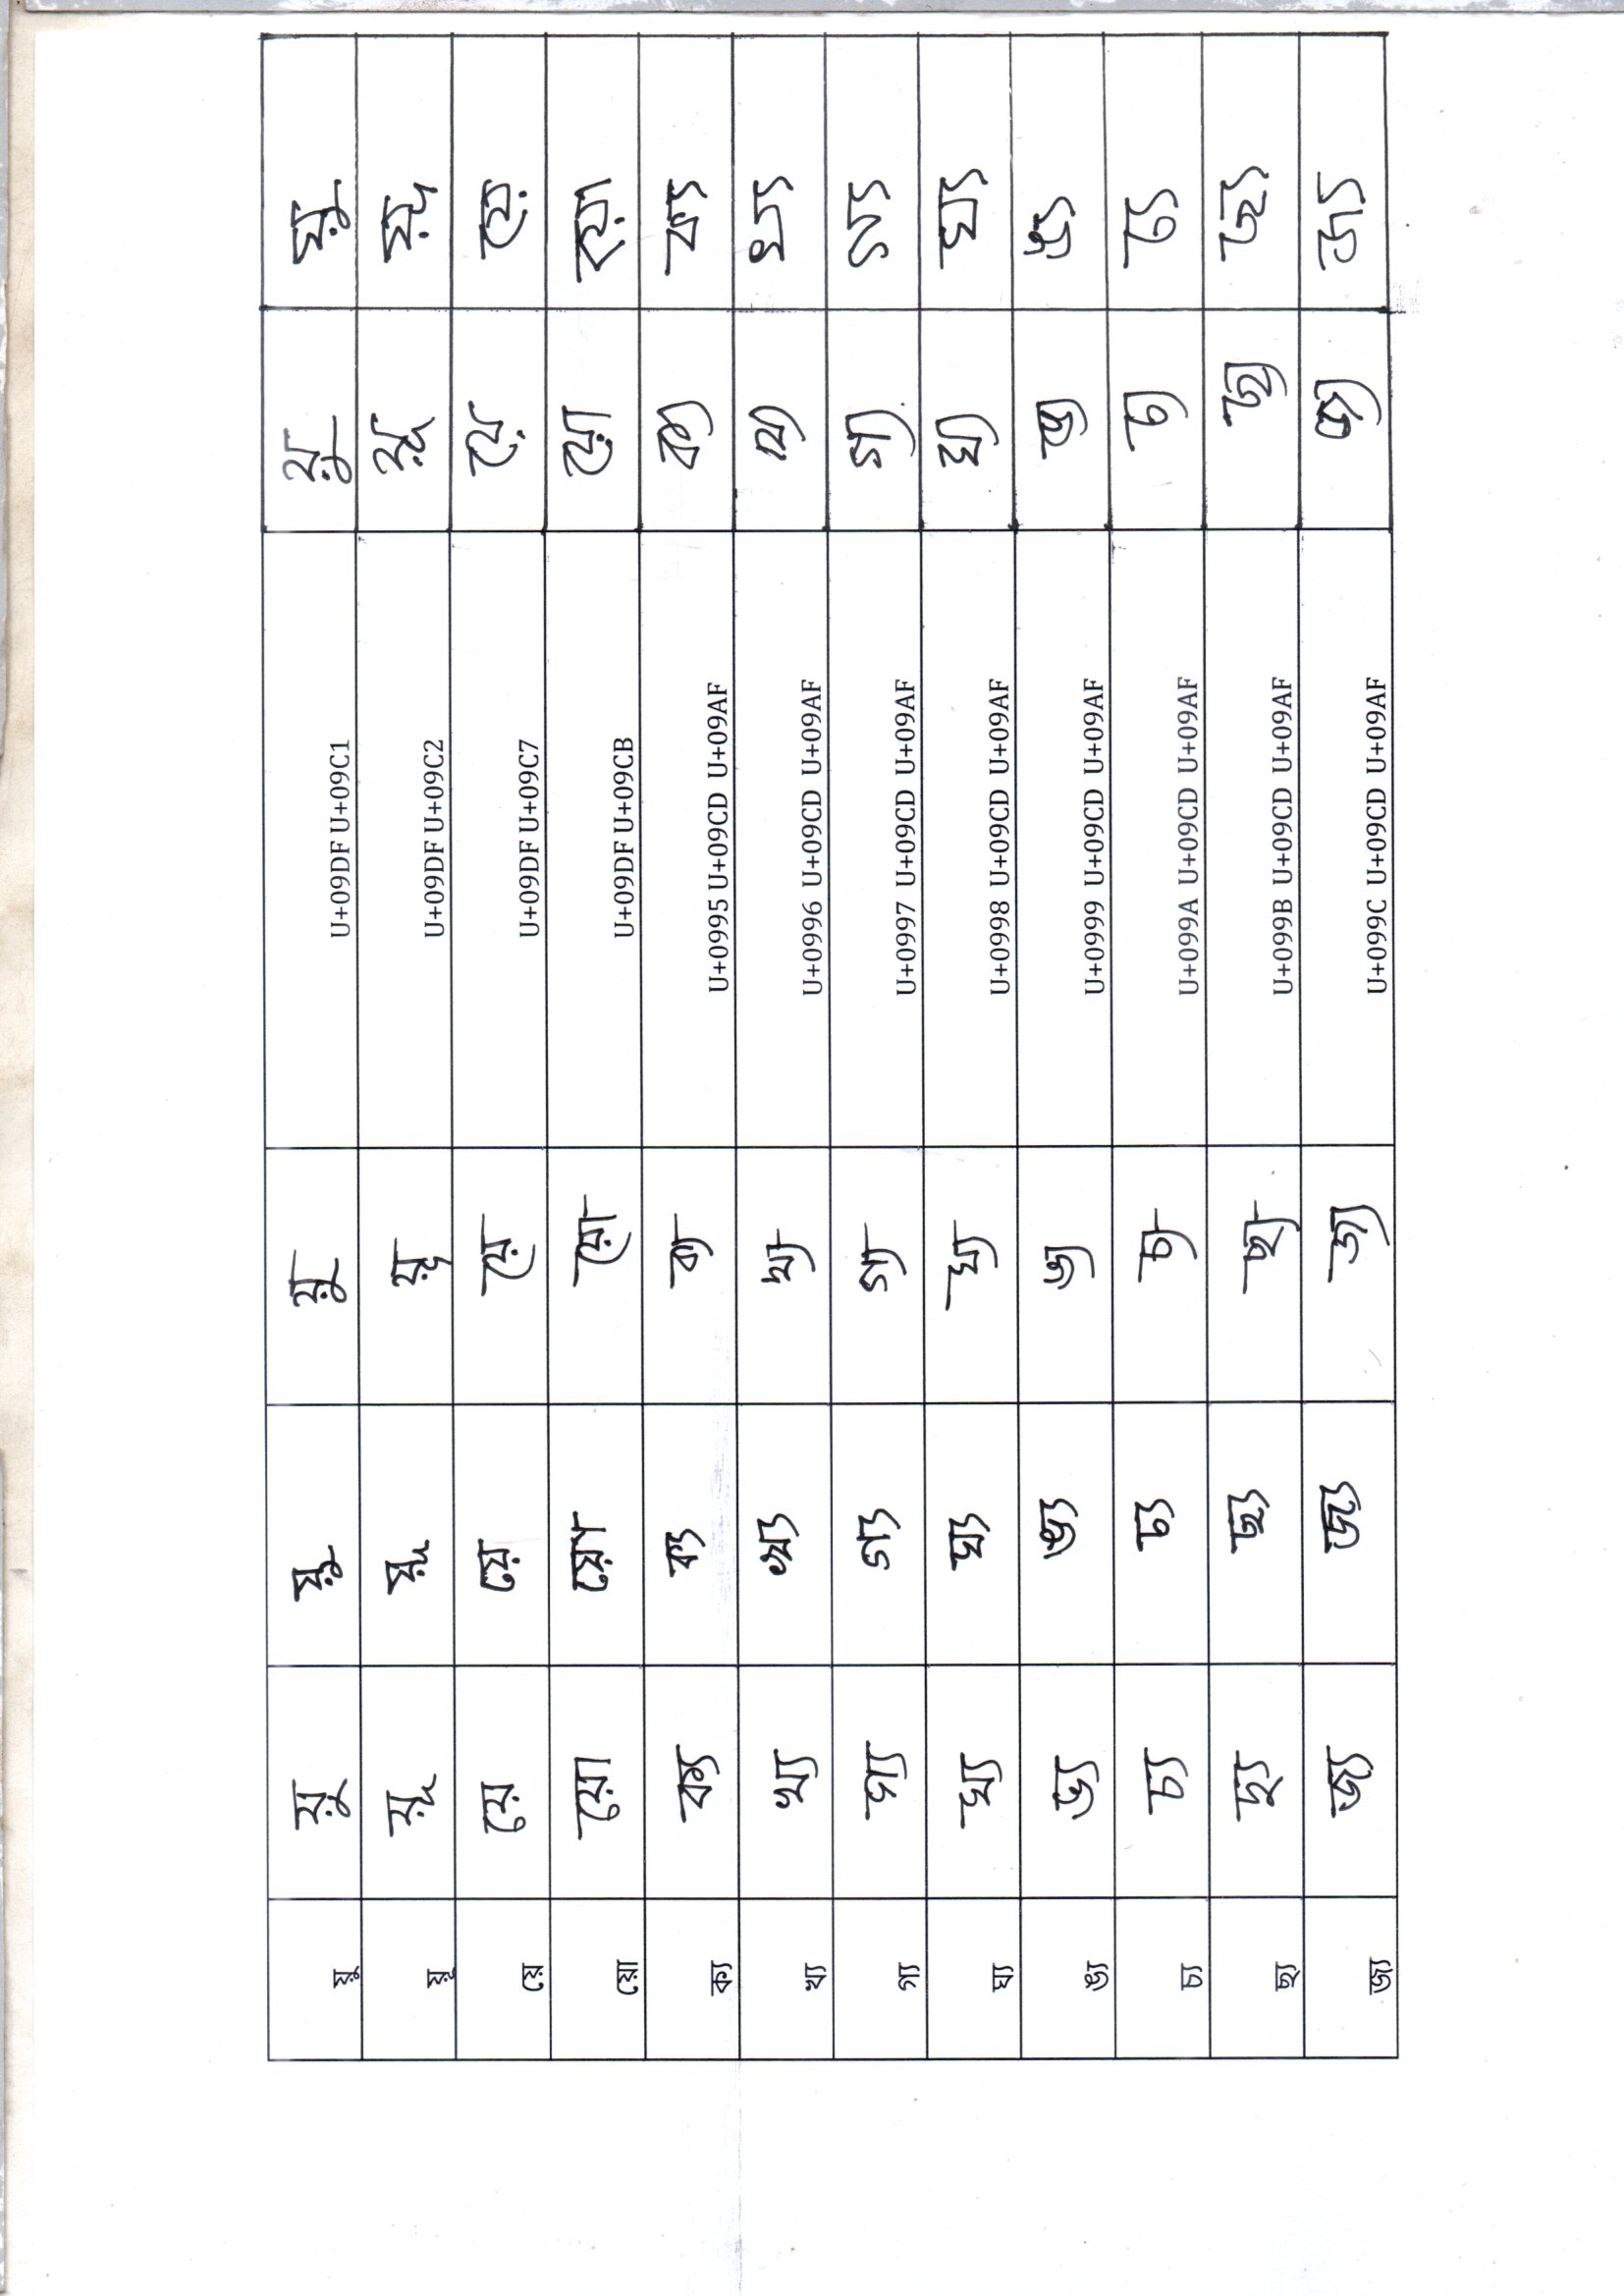 য়ু য়ু য়ু য়ু U+09DF U+09C1 য়ু য়ু
য়ূ য়ূ য়ূ য়ূ U+09DF U+09C2 য়ূ য়ূ
য়ে য়ে য়ে য়ে U+09DF U+09C7 য়ে য়ে
য়ো য়ো য়ো য়ো U+09DF U+09CB য়ো য়ো
ক্য ক্য ক্য ক্য U+0995 U+09CD U+09AF ক্য ক্য
খ্য খ্য খ্য খ্য U+0996 U+09CD U+09AF খ্য খ্য
গ্য গ্য গ্য গ্য U+0997 U+09CD U+09AF গ্য গ্য
ঘ্য ঘ্য ঘ্য ঘ্য U+0998 U+09CD U+09AF ঘ্য ঘ্য
ঙ্য ঙ্য ঙ্য ঙ্য U+0999 U+09CD U+09AF ঙ্য ঙ্য
চ্য চ্য চ্য চ্য U+099A U+09CD U+09AF চ্য চ্য
ছ্য ছ্য ছ্য ছ্য U+099B U+09CD U+09AF ছ্য ছ্য
জ্য জ্য জ্য জ্য U+099C U+09CD U+09AF জ্য জ্য